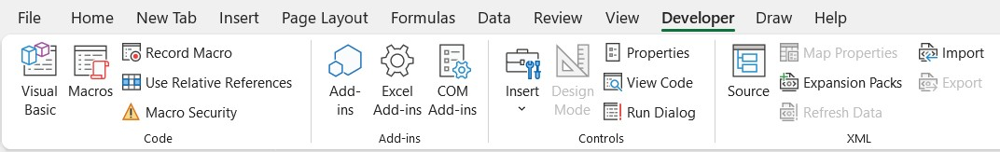 File Home New Tab Insert Page Layout Formulas Data Review View Developer Draw Help
Visual Basic
Macros
Record Macro
Use Relative References
Macro Security
Code
Add-ins
Excel Add-ins
COM Add-ins
Add-ins
Insert
Design Mode
Properties
View Code
Run Dialog
Controls
Source
Map Properties
Expansion Packs
Refresh Data
Import
Export
XML